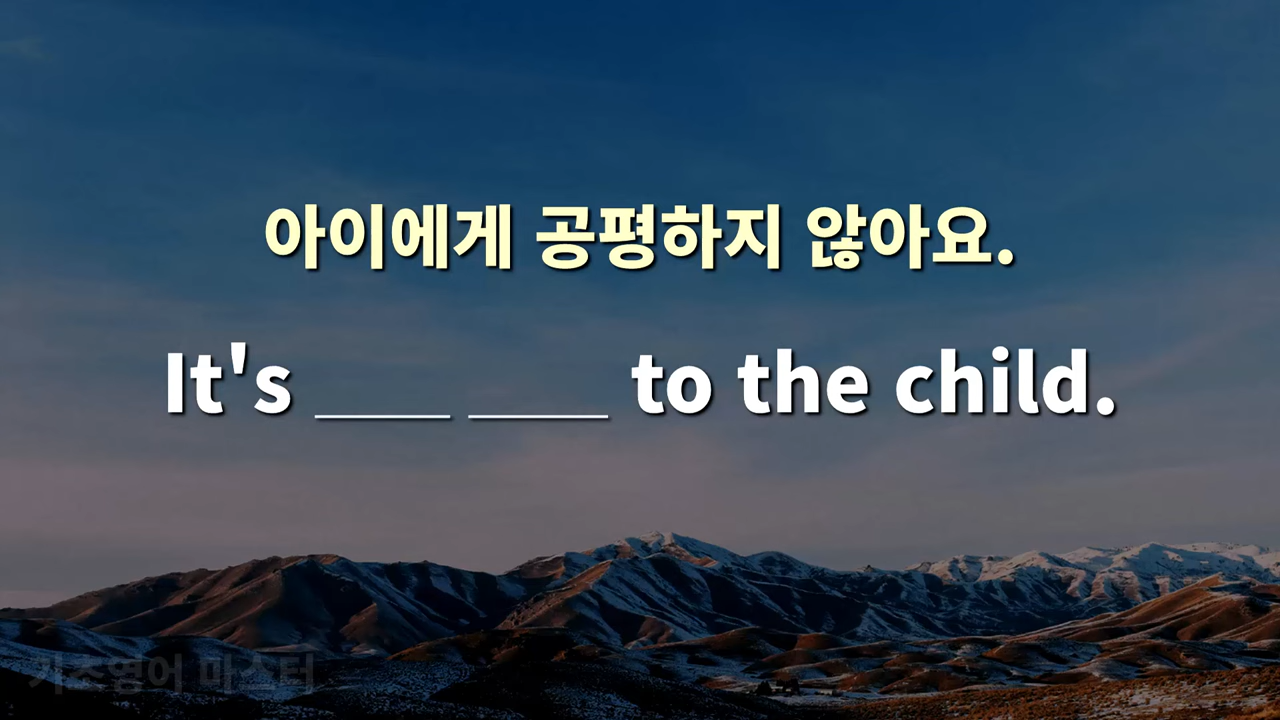 아이에게 공평하지 않아요.
It's ___ ___ to the child.
기초영어 마스터